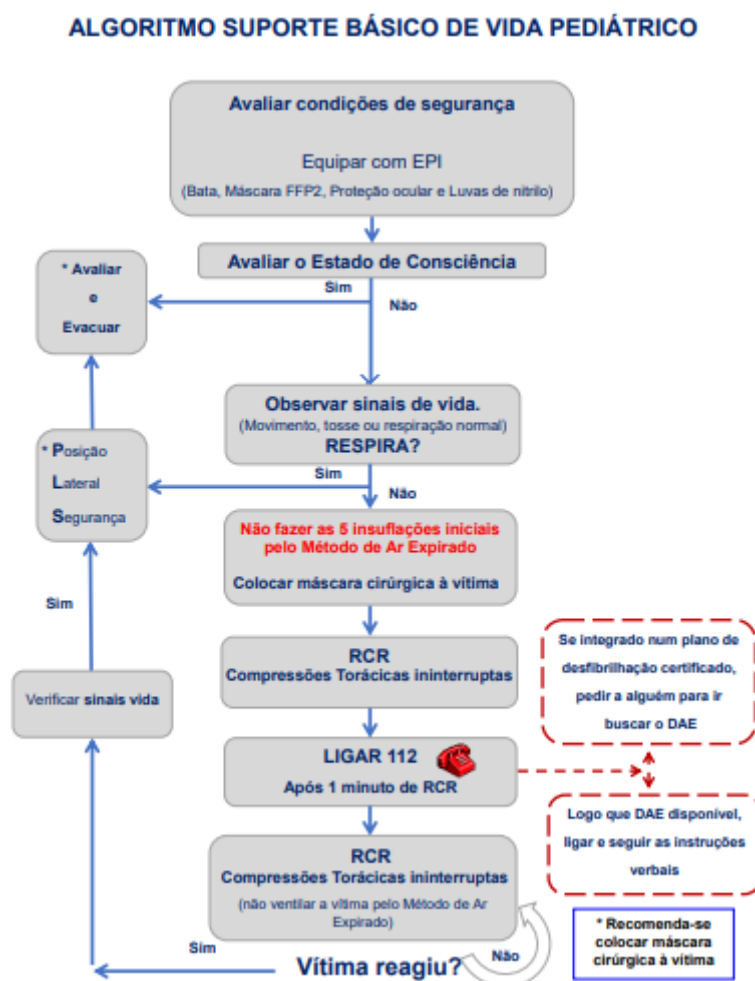 ALGORITMO SUPORTE BÁSICO DE VIDA PEDIÁTRICO
Avaliar condições de segurança
Equipar com EPI
(Bata, Máscara FFP2, Proteção ocular e Luvas de nitrilo)
Avaliar o Estado de Consciência
Sim
Não
* Avaliar
e
Evacuar
Observar sinais de vida.
(Movimento, tosse ou respiração normal)
RESPIRA?
Sim
Não
* Posição
Lateral
Segurança
Não fazer as 5 insuflações iniciais
pelo Método de Ar Expirado
Colocar máscara cirúrgica à vítima
Sim
RCR
Compressões Torácicas ininterruptas
Se integrado num plano de
desfibrilhação certificado,
pedir a alguém para ir
buscar o DAE
Verificar sinais vida
LIGAR 112
Após 1 minuto de RCR
Logo que DAE disponível,
ligar e seguir as instruções
verbais
RCR
Compressões Torácicas ininterruptas
(não ventilar a vítima pelo Método de Ar
Expirado)
* Recomenda-se
colocar máscara
cirúrgica à vítima
Sim
Vítima reagiu?
Não